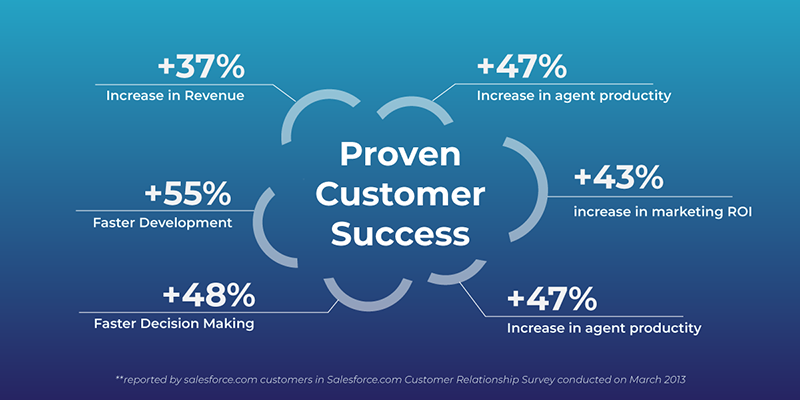 +37%
Increase in Revenue
+47%
Increase in agent productity
Proven
Customer
Success
+55%
Faster Development
+43%
increase in marketing ROI
+48%
Faster Decision Making
+47%
Increase in agent productity
**reported by salesforce.com customers in Salesforce.com Customer Relationship Survey conducted on March 2013